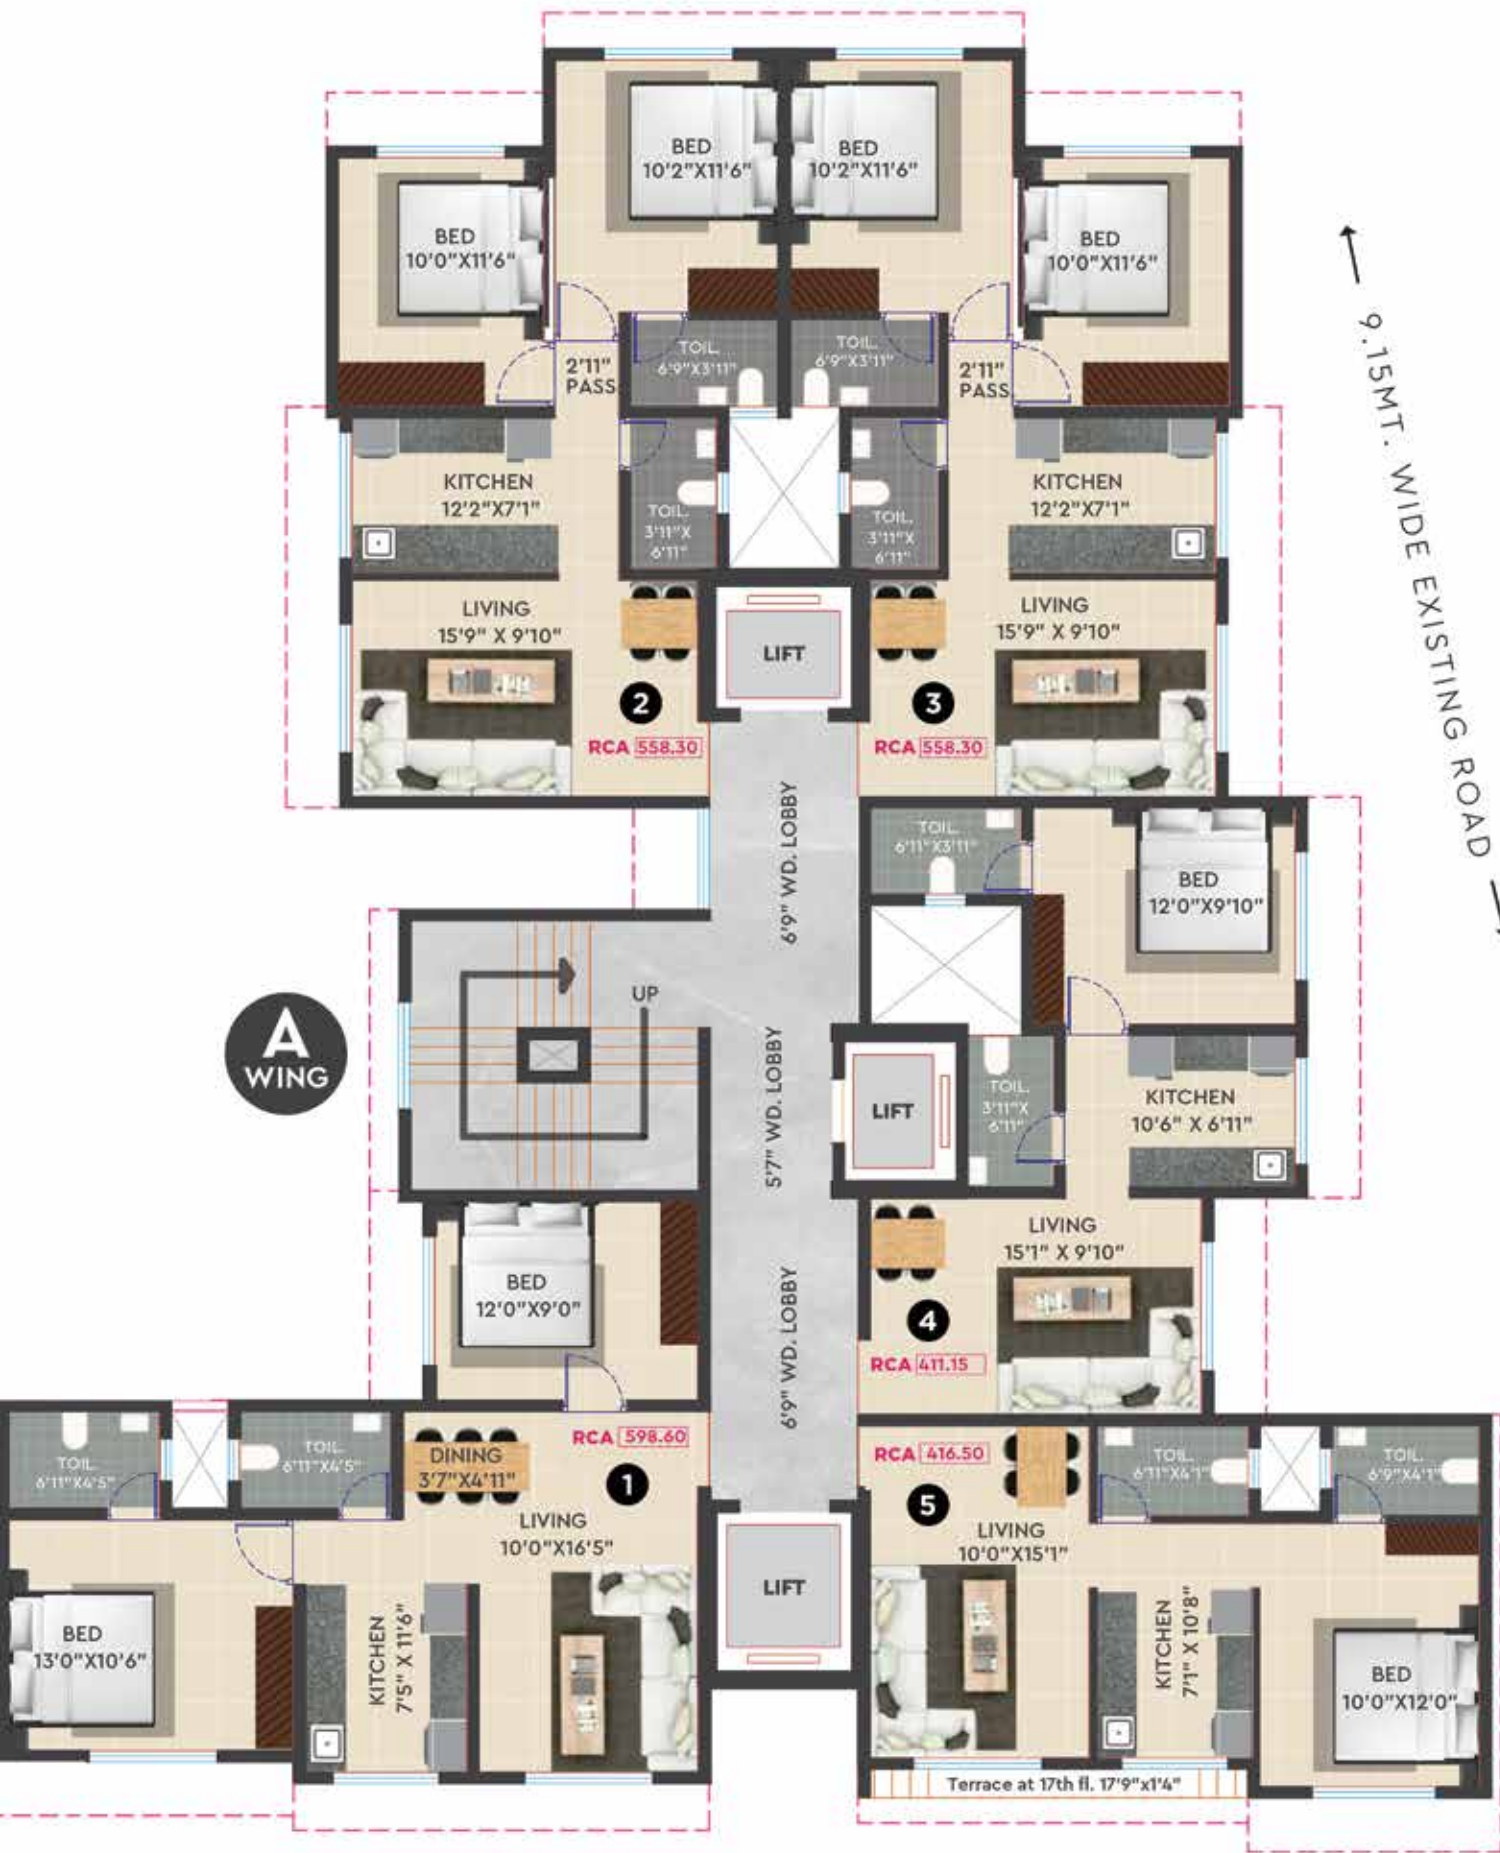 BED
10'2"X11'6"
BED
10'2"X11'6"
BED
10'0"X11'6"
BED
10'0"X11'6"
TOIL.
6'9"X3'11"
TOIL.
6'9"X3'11"
2'11"
PASS
2'11"
PASS
KITCHEN
12'2"X7'1"
KITCHEN
12'2"X7'1"
TOIL.
3'11"X
6'11"
TOIL.
3'11"X
6'11"
LIVING
15'9" X 9'10"
LIVING
15'9" X 9'10"
LIFT
2
RCA 558.30
3
RCA 558.30
9.15MT. WIDE EXISTING ROAD
6'9" WD. LOBBY
TOIL.
6'11"X3'11"
BED
12'0"X9'10"
UP
A
WING
5'7" WD. LOBBY
LIFT
TOIL.
3'11"X
6'11"
KITCHEN
10'6" X 6'11"
LIVING
15'1" X 9'10"
BED
12'0"X9'0"
6'9" WD. LOBBY
4
RCA 411.15
RCA 598.60
1
DINING
3'7"X4'11"
TOIL.
6'11"X4'5"
TOIL.
6'11"X4'5"
LIVING
10'0"X16'5"
RCA 416.50
5
LIVING
10'0"X15'1"
TOIL.
6'11"X4'1"
TOIL.
6'9"X4'1"
LIFT
BED
13'0"X10'6"
KITCHEN
7'5" X 11'6"
KITCHEN
7'1" X 10'8"
BED
10'0"X12'0"
Terrace at 17th fl. 17'9"x1'4"